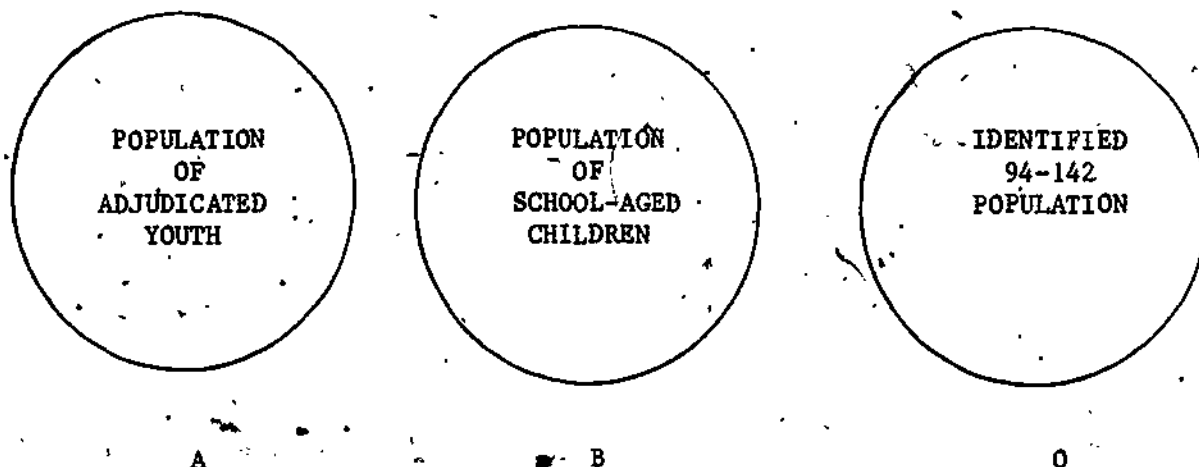 POPULATION
OF
ADJUDICATED
YOUTH
POPULATION
OF
SCHOOL-AGED
CHILDREN
IDENTIFIED
94-142
POPULATION
A B O